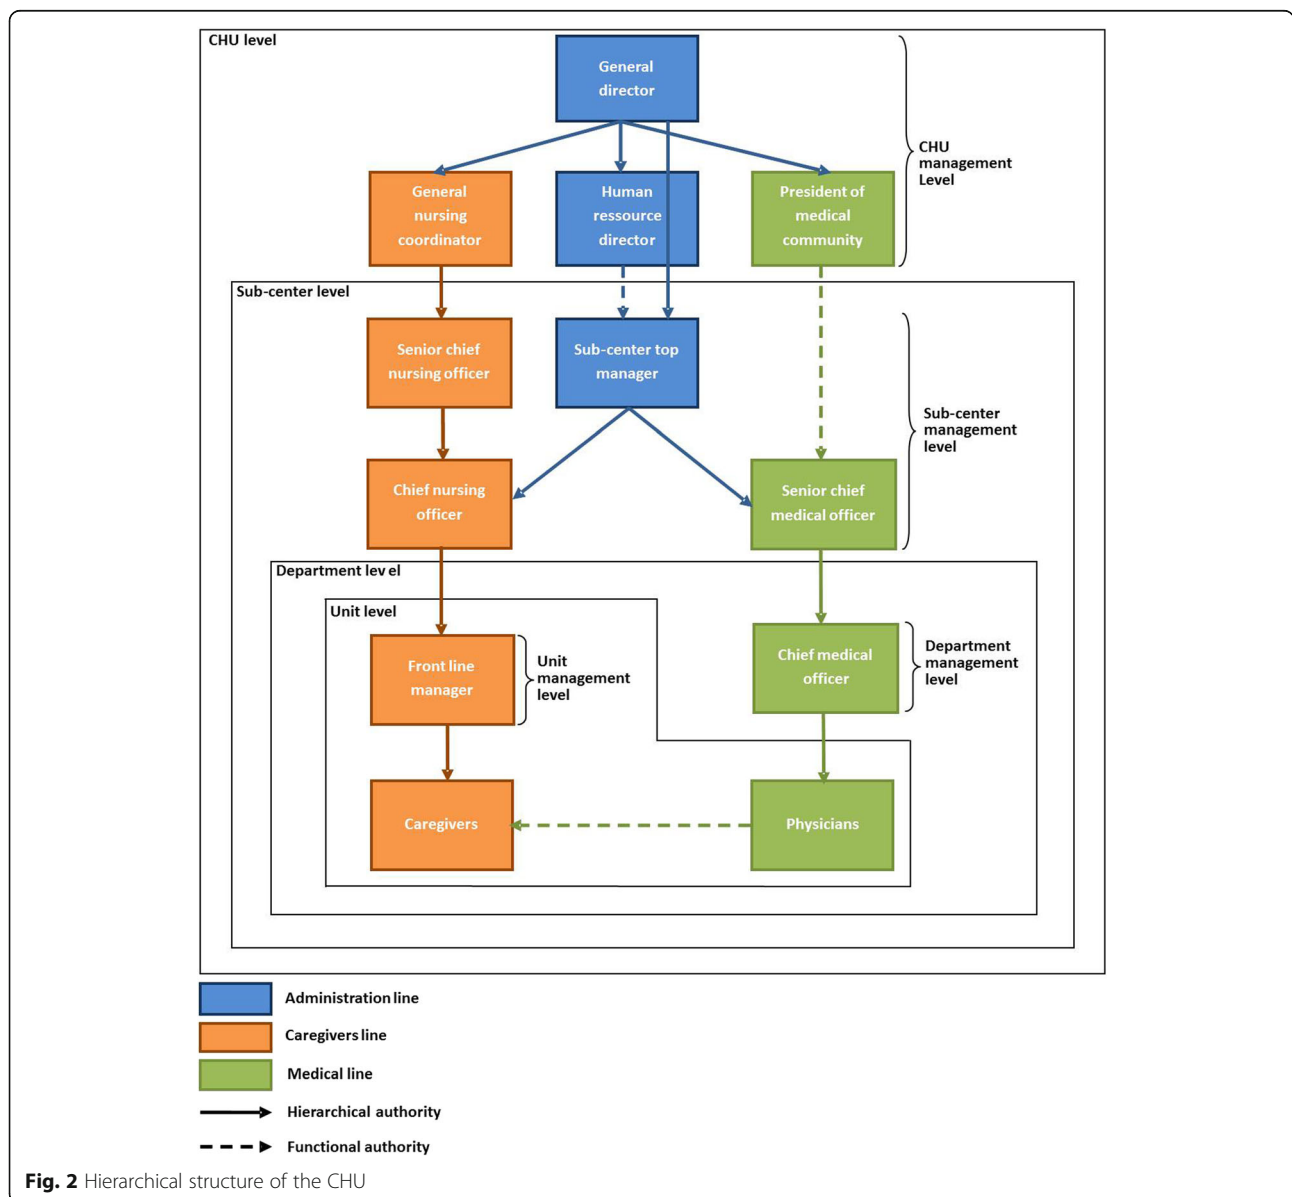 CHU level
General
director
CHU
management
Level
General
nursing
coordinator
Human
ressource
director
President of
medical
community
Sub-center level
Senior chief
nursing officer
Sub-center top
manager
Sub-center
management
level
Chief nursing
officer
Senior chief
medical officer
Department level
Unit level
Front line
manager
Unit
management
level
Chief medical
officer
Department
management
level
Caregivers
Physicians
Administration line
Caregivers line
Medical line
Hierarchical authority
Functional authority
Fig. 2 Hierarchical structure of the CHU